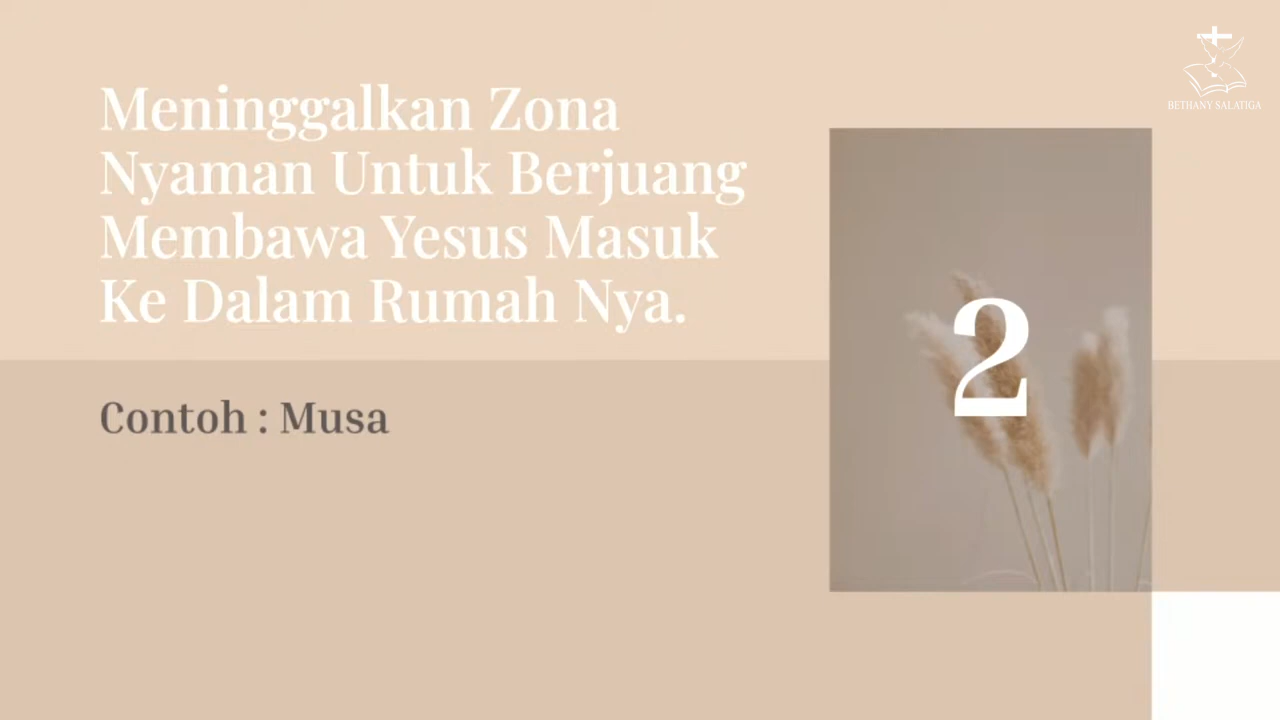 Meninggalkan Zona
Nyaman Untuk Berjuang
Membawa Yesus Masuk
Ke Dalam Rumah Nya.
Contoh : Musa
2
BETHANY SALATIGA